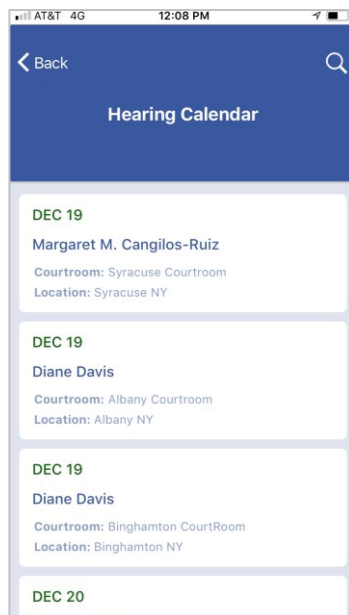 AT&T 4G 12:08 PM
Back
Hearing Calendar
DEC 19
Margaret M. Cangilos-Ruiz
Courtroom: Syracuse Courtroom
Location: Syracuse NY
DEC 19
Diane Davis
Courtroom: Albany Courtroom
Location: Albany NY
DEC 19
Diane Davis
Courtroom: Binghamton CourtRoom
Location: Binghamton NY
DEC 20